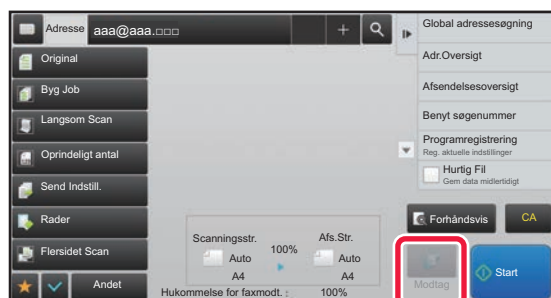 Adresse aaa@aaa.□□□ +
Original
Byg Job
Langsom Scan
Oprindeligt antal
Send Indstill.
Rader
Flersidet Scan
Andet
Scanningsstr. 100% Afs.Str.
Auto Auto
A4 A4
Hukommelse for faxmodt. : 100%
Global adressesøgning
Adr.Oversigt
Afsendelsesoversigt
Benyt søgenummer
Programregistrering
Reg. aktuelle indstillinger
Hurtig Fil
Gem data midlertidigt
Forhåndsvis CA
Modtag Start